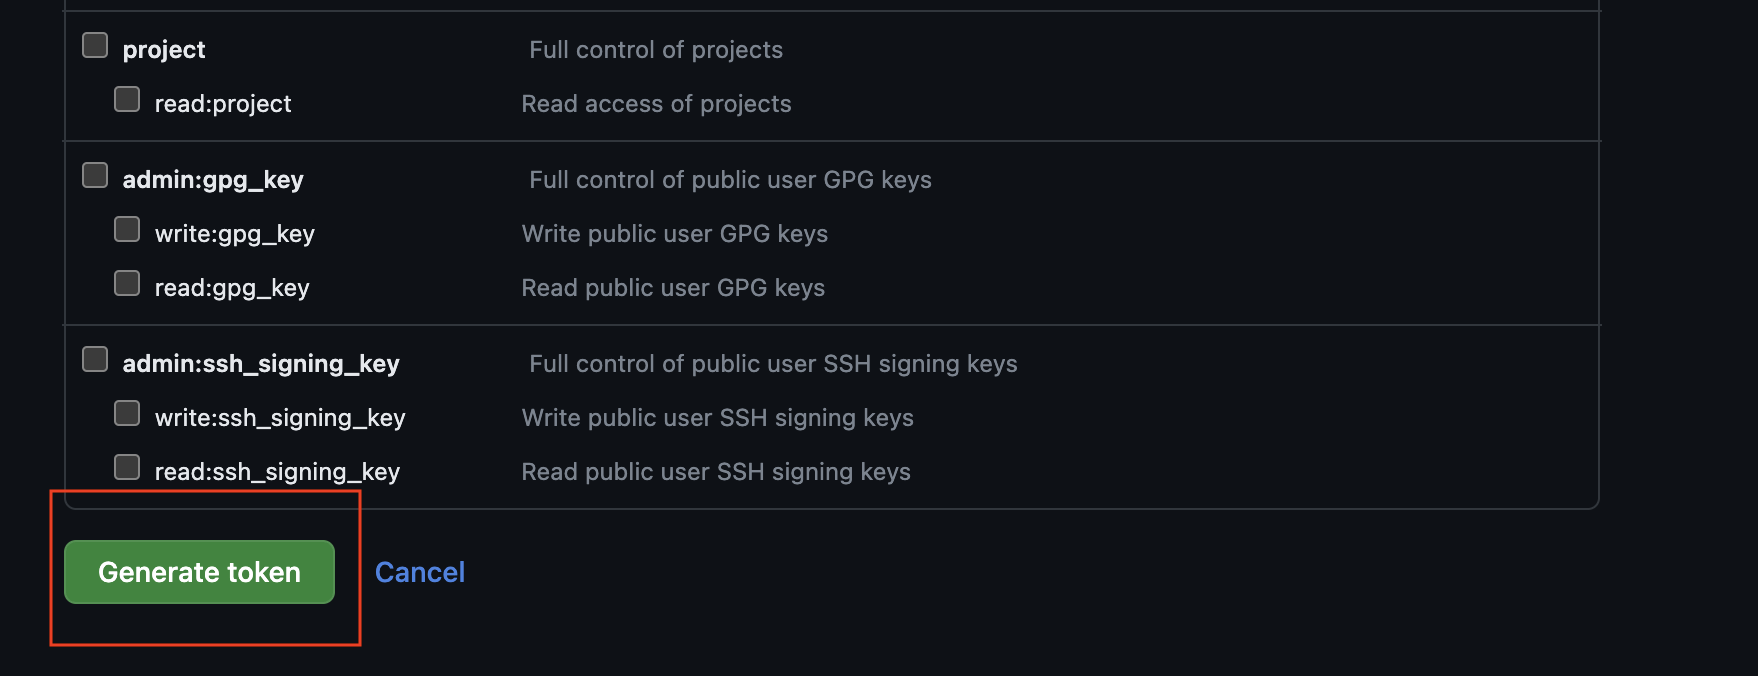 project Full control of projects
read:project Read access of projects
admin:gpg_key Full control of public user GPG keys
write:gpg_key Write public user GPG keys
read:gpg_key Read public user GPG keys
admin:ssh_signing_key Full control of public user SSH signing keys
write:ssh_signing_key Write public user SSH signing keys
read:ssh_signing_key Read public user SSH signing keys
Generate token Cancel